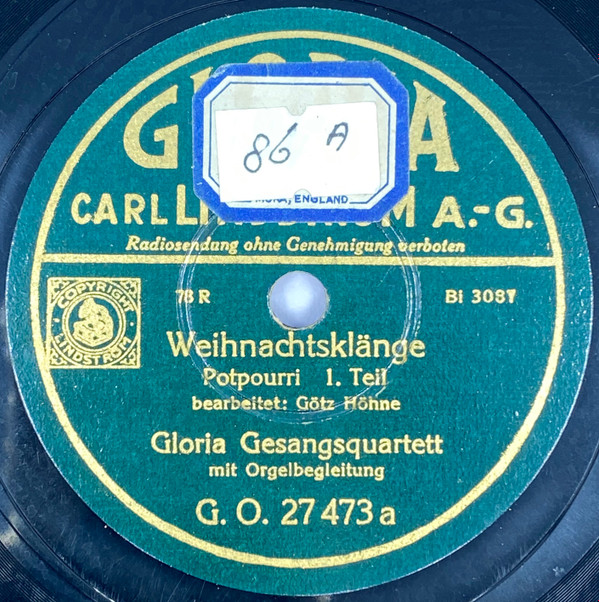 86 A
ENGLAND
CARL A.-G.
Radiosendung ohne Genehmigung verboten
COPYRIGHT
LINDSTRÖM
78 R
Bi 3087
Weihnachtsklänge
Potpourri 1. Teil
bearbeitet: Götz Höhne
Gloria Gesangsquartett
mit Orgelbegleitung
G. O. 27 473 a